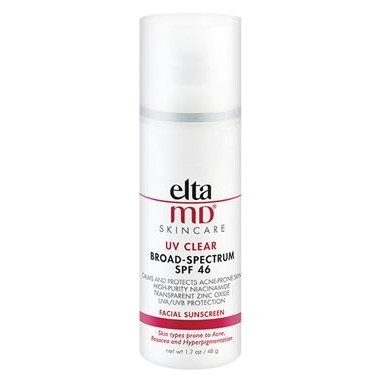 elta
MD®
SKINCARE
UV CLEAR
BROAD-SPECTRUM
SPF 46
CALMS AND PROTECTS ACNE-PRONE SKIN
HIGH-PURITY NIACINAMIDE
TRANSPARENT ZINC OXIDE
UVA/UVB PROTECTION
FACIAL SUNSCREEN
Skin types prone to Acne,
Rosacea and Hyperpigmentation
net wt 1.7 oz / 48 g